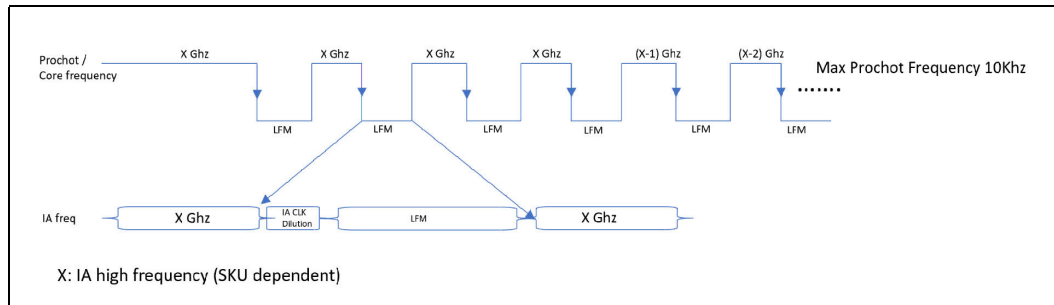 X Ghz X Ghz X Ghz X Ghz (X-1) Ghz (X-2) Ghz
Prochot /
Core frequency
Max Prochot Frequency 10Khz
.......
LFM LFM LFM LFM LFM LFM
IA freq X Ghz IA CLK
Dilution LFM X Ghz
X: IA high frequency (SKU dependent)